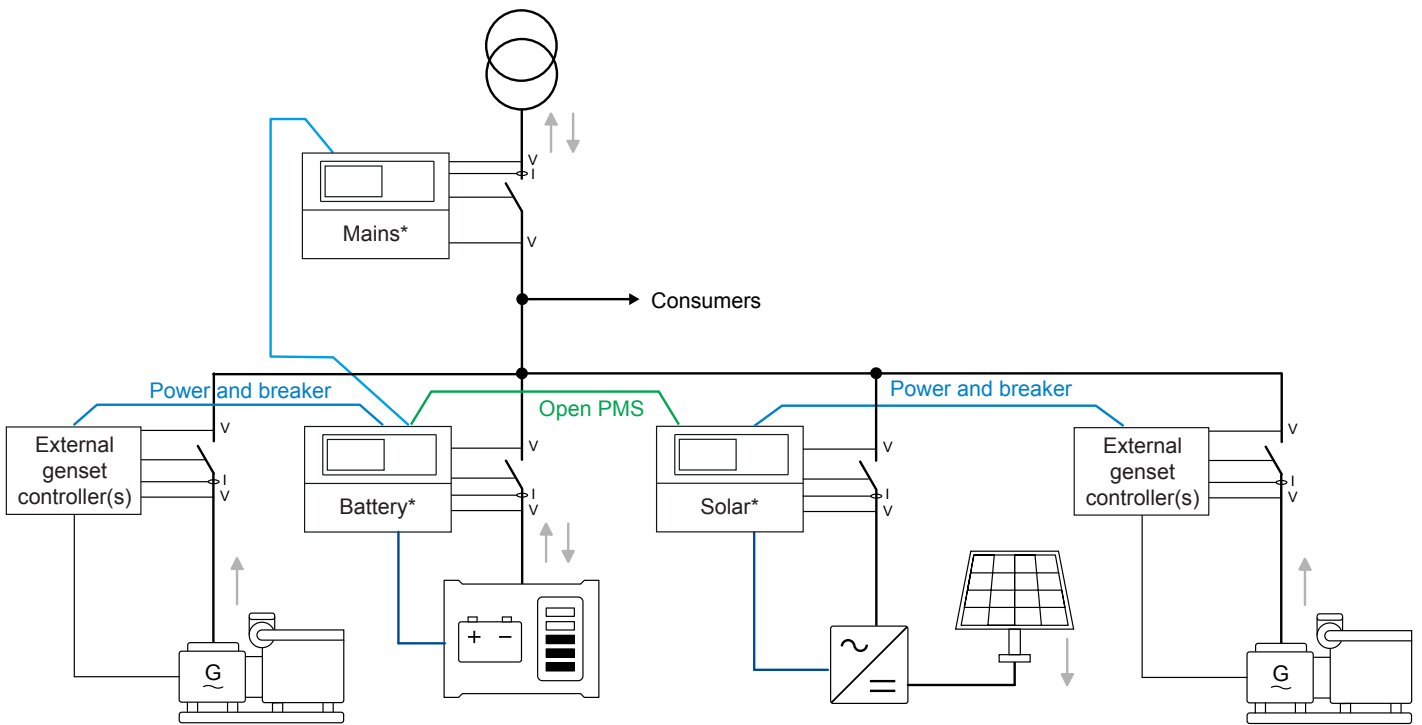 V
I
V
Mains*
Consumers
Power and breaker
Open PMS
Power and breaker
External
genset
controller(s)
V
I
V
Battery*
V
I
V
Solar*
V
I
V
External
genset
controller(s)
V
I
V
G
+ −
G